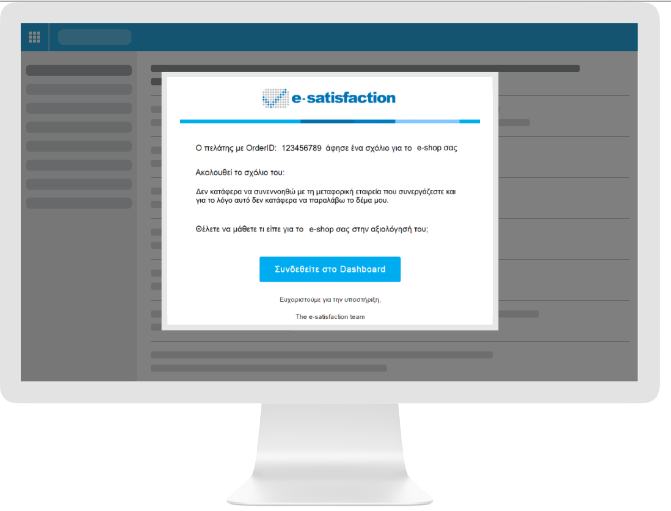 e-satisfaction
Ο πελάτης με OrderID: 123456789 άφησε ένα σχόλιο για το e-shop σας
Ακολουθεί το σχόλιο του:
Δεν κατάφερα να συνεννοηθώ με τη μεταφορική εταιρεία που συνεργάζεστε και
για το λόγο αυτό δεν κατάφερα να παραλάβω το δέμα μου.
Θέλετε να μάθετε τι είπε για το e-shop σας στην αξιολόγησή του;
Συνδεθείτε στο Dashboard
Ευχαριστούμε για την υποστήριξη,
The e-satisfaction team